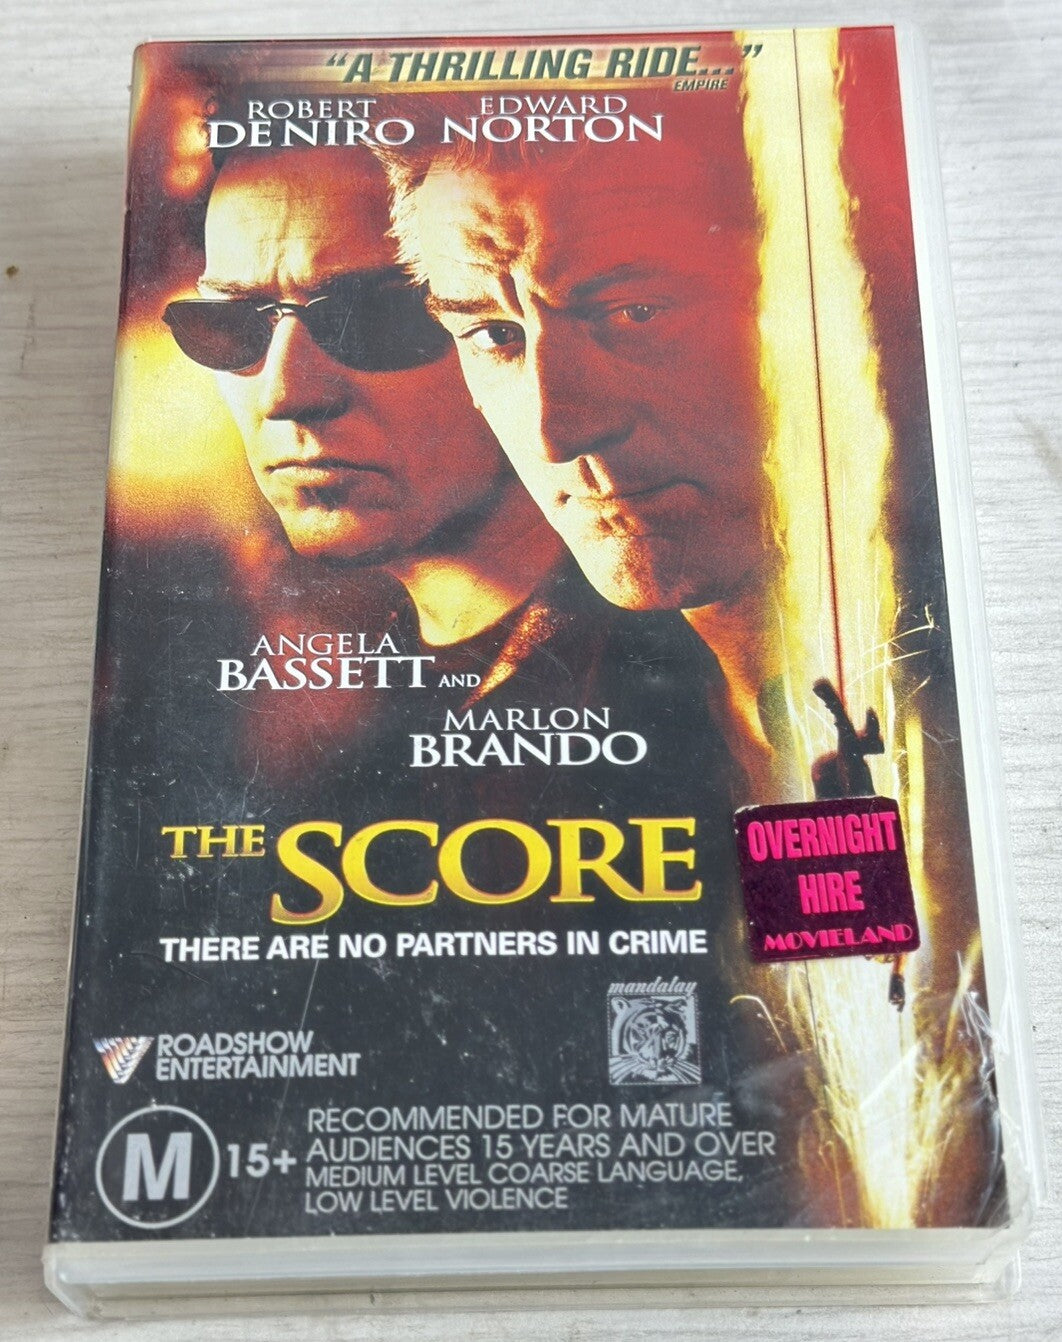 "A THRILLING RIDE..."
EMPIRE
ROBERT
DE NIRO
EDWARD
NORTON
ANGELA
BASSETT AND
MARLON
BRANDO
THE SCORE
THERE ARE NO PARTNERS IN CRIME
OVERNIGHT
HIRE
MOVIELAND
mandalay
ROADSHOW
ENTERTAINMENT
M 15+
RECOMMENDED FOR MATURE
AUDIENCES 15 YEARS AND OVER
MEDIUM LEVEL COARSE LANGUAGE,
LOW LEVEL VIOLENCE